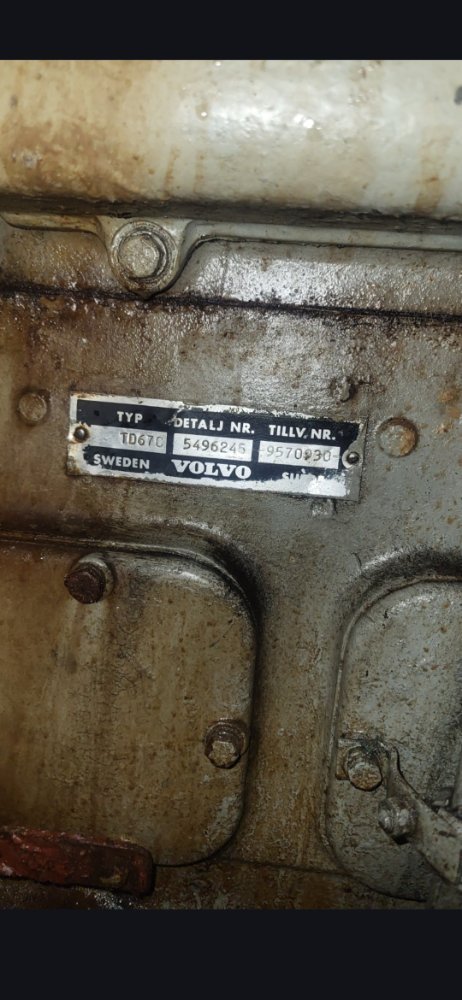 TYP DETALJ NR. TILLV. NR.
TD67C 5496245 9570930
SWEDEN VOLVO